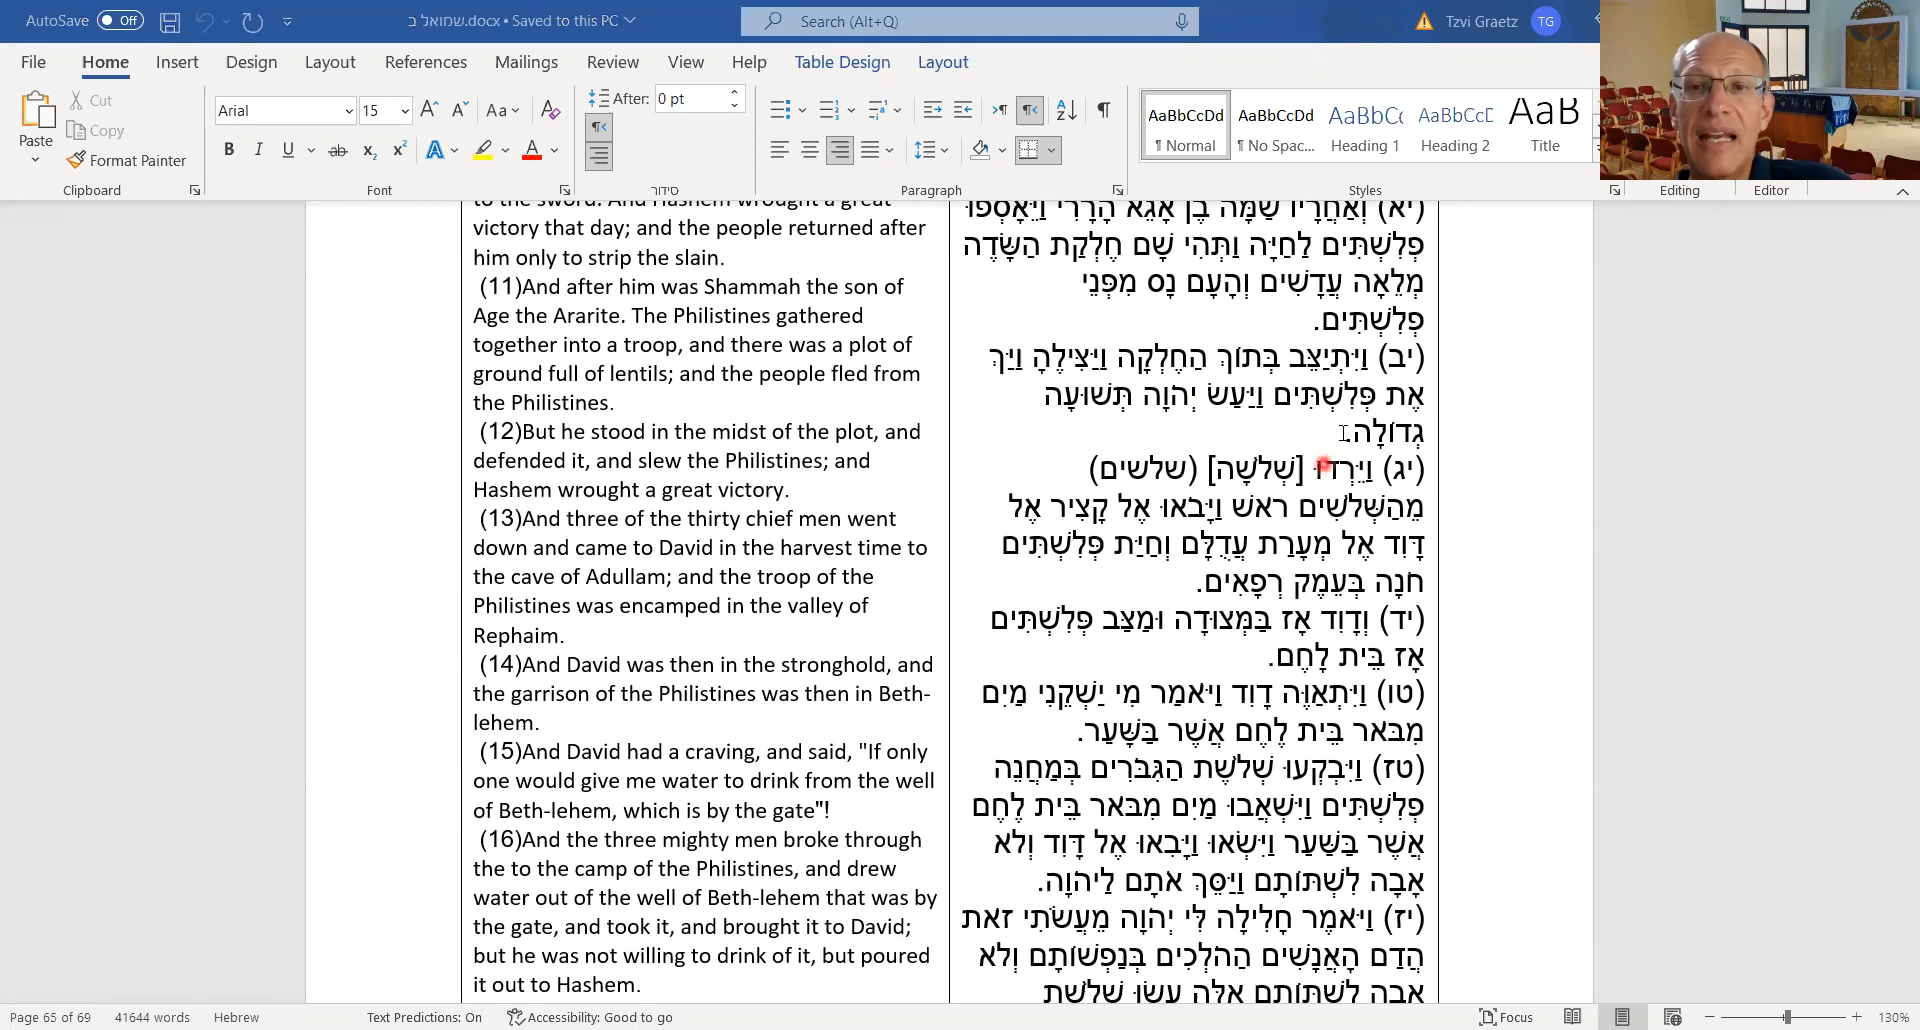 AutoSave Off שמואל ב.docx • Saved to this PC Search (Alt+Q) Tzvi Graetz TG
File Home Insert Design Layout References Mailings Review View Help Table Design Layout
Paste Cut Copy Format Painter Clipboard
Arial 15 Font
After: 0 pt סידור
Paragraph
AaBbCcDd AaBbCcDd AaBbC AaBbCcD AaB
¶ Normal ¶ No Spac... Heading 1 Heading 2 Title
Styles Editing Editor
to the sword. And Hashem wrought a great
victory that day; and the people returned after
him only to strip the slain.
(11)And after him was Shammah the son of
Age the Ararite. The Philistines gathered
together into a troop, and there was a plot of
ground full of lentils; and the people fled from
the Philistines.
(12)But he stood in the midst of the plot, and
defended it, and slew the Philistines; and
Hashem wrought a great victory.
(13)And three of the thirty chief men went
down and came to David in the harvest time to
the cave of Adullam; and the troop of the
Philistines was encamped in the valley of
Rephaim.
(14)And David was then in the stronghold, and
the garrison of the Philistines was then in Beth-
lehem.
(15)And David had a craving, and said, "If only
one would give me water to drink from the well
of Beth-lehem, which is by the gate"!
(16)And the three mighty men broke through
the to the camp of the Philistines, and drew
water out of the well of Beth-lehem that was by
the gate, and took it, and brought it to David;
but he was not willing to drink of it, but poured
it out to Hashem.
(יא) וְאַחֲרָיו שַׁמָּה בֶן אָגֵא הָרָרִי וַיֵּאָסְפוּ
פְלִשְׁתִּים לַחַיָּה וַתְּהִי שָׁם חֶלְקַת הַשָּׂדֶה
מְלֵאָה עֲדָשִׁים וְהָעָם נָס מִפְּנֵי
פְלִשְׁתִּים.
(יב) וַיִּתְיַצֵּב בְּתוֹךְ הַחֶלְקָה וַיַּצִּילֶהָ וַיַּךְ
אֶת פְּלִשְׁתִּים וַיַּעַשׂ יְהֹוָה תְּשׁוּעָה
גְדוֹלָה.
(יג) וַיֵּרְדוּ [שְׁלֹשָׁה] (שלשים)
מֵהַשְּׁלֹשִׁים רֹאשׁ וַיָּבֹאוּ אֶל קָצִיר אֶל
דָּוִד אֶל מְעָרַת עֲדֻלָּם וְחַיַּת פְּלִשְׁתִּים
חֹנָה בְּעֵמֶק רְפָאִים.
(יד) וְדָוִד אָז בַּמְּצוּדָה וּמַצַּב פְּלִשְׁתִּים
אָז בֵּית לָחֶם.
(טו) וַיִּתְאַוֶּה דָוִד וַיֹּאמַר מִי יַשְׁקֵנִי מַיִם
מִבֹּאר בֵּית לֶחֶם אֲשֶׁר בַּשָּׁעַר.
(טז) וַיִּבְקְעוּ שְׁלֹשֶׁת הַגִּבֹּרִים בְּמַחֲנֵה
פְלִשְׁתִּים וַיִּשְׁאֲבוּ מַיִם מִבֹּאר בֵּית לֶחֶם
אֲשֶׁר בַּשַּׁעַר וַיִּשְׂאוּ וַיָּבִאוּ אֶל דָּוִד וְלֹא
אָבָה לִשְׁתּוֹתָם וַיַּסֵּךְ אֹתָם לַיהֹוָה.
(יז) וַיֹּאמֶר חָלִילָה לִּי יְהֹוָה מֵעֲשֹׂתִי זֹאת
הֲדַם הָאֲנָשִׁים הַהֹלְכִים בְּנַפְשׁוֹתָם וְלֹא
אָבָה לִשְׁתּוֹתָם אֵלֶּה עָשׂוּ שְׁלֹשֶׁת
Page 65 of 69 41644 words Hebrew Text Predictions: On Accessibility: Good to go Focus 130%